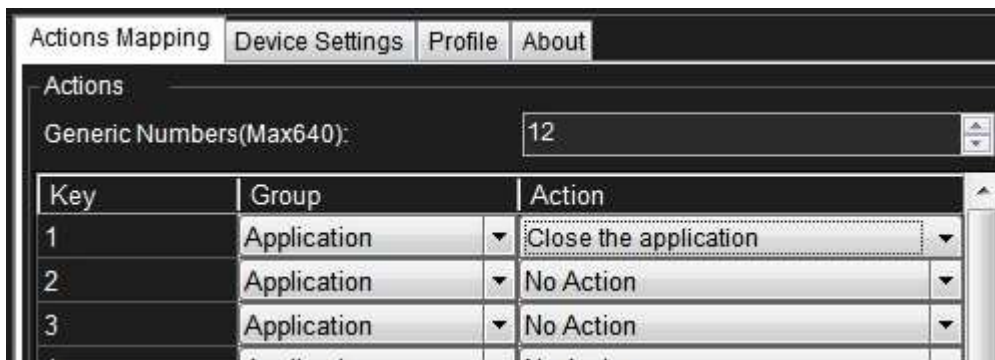 Actions Mapping Device Settings Profile About
Actions
Generic Numbers(Max640): 12
Key Group Action
1 Application Close the application
2 Application No Action
3 Application No Action